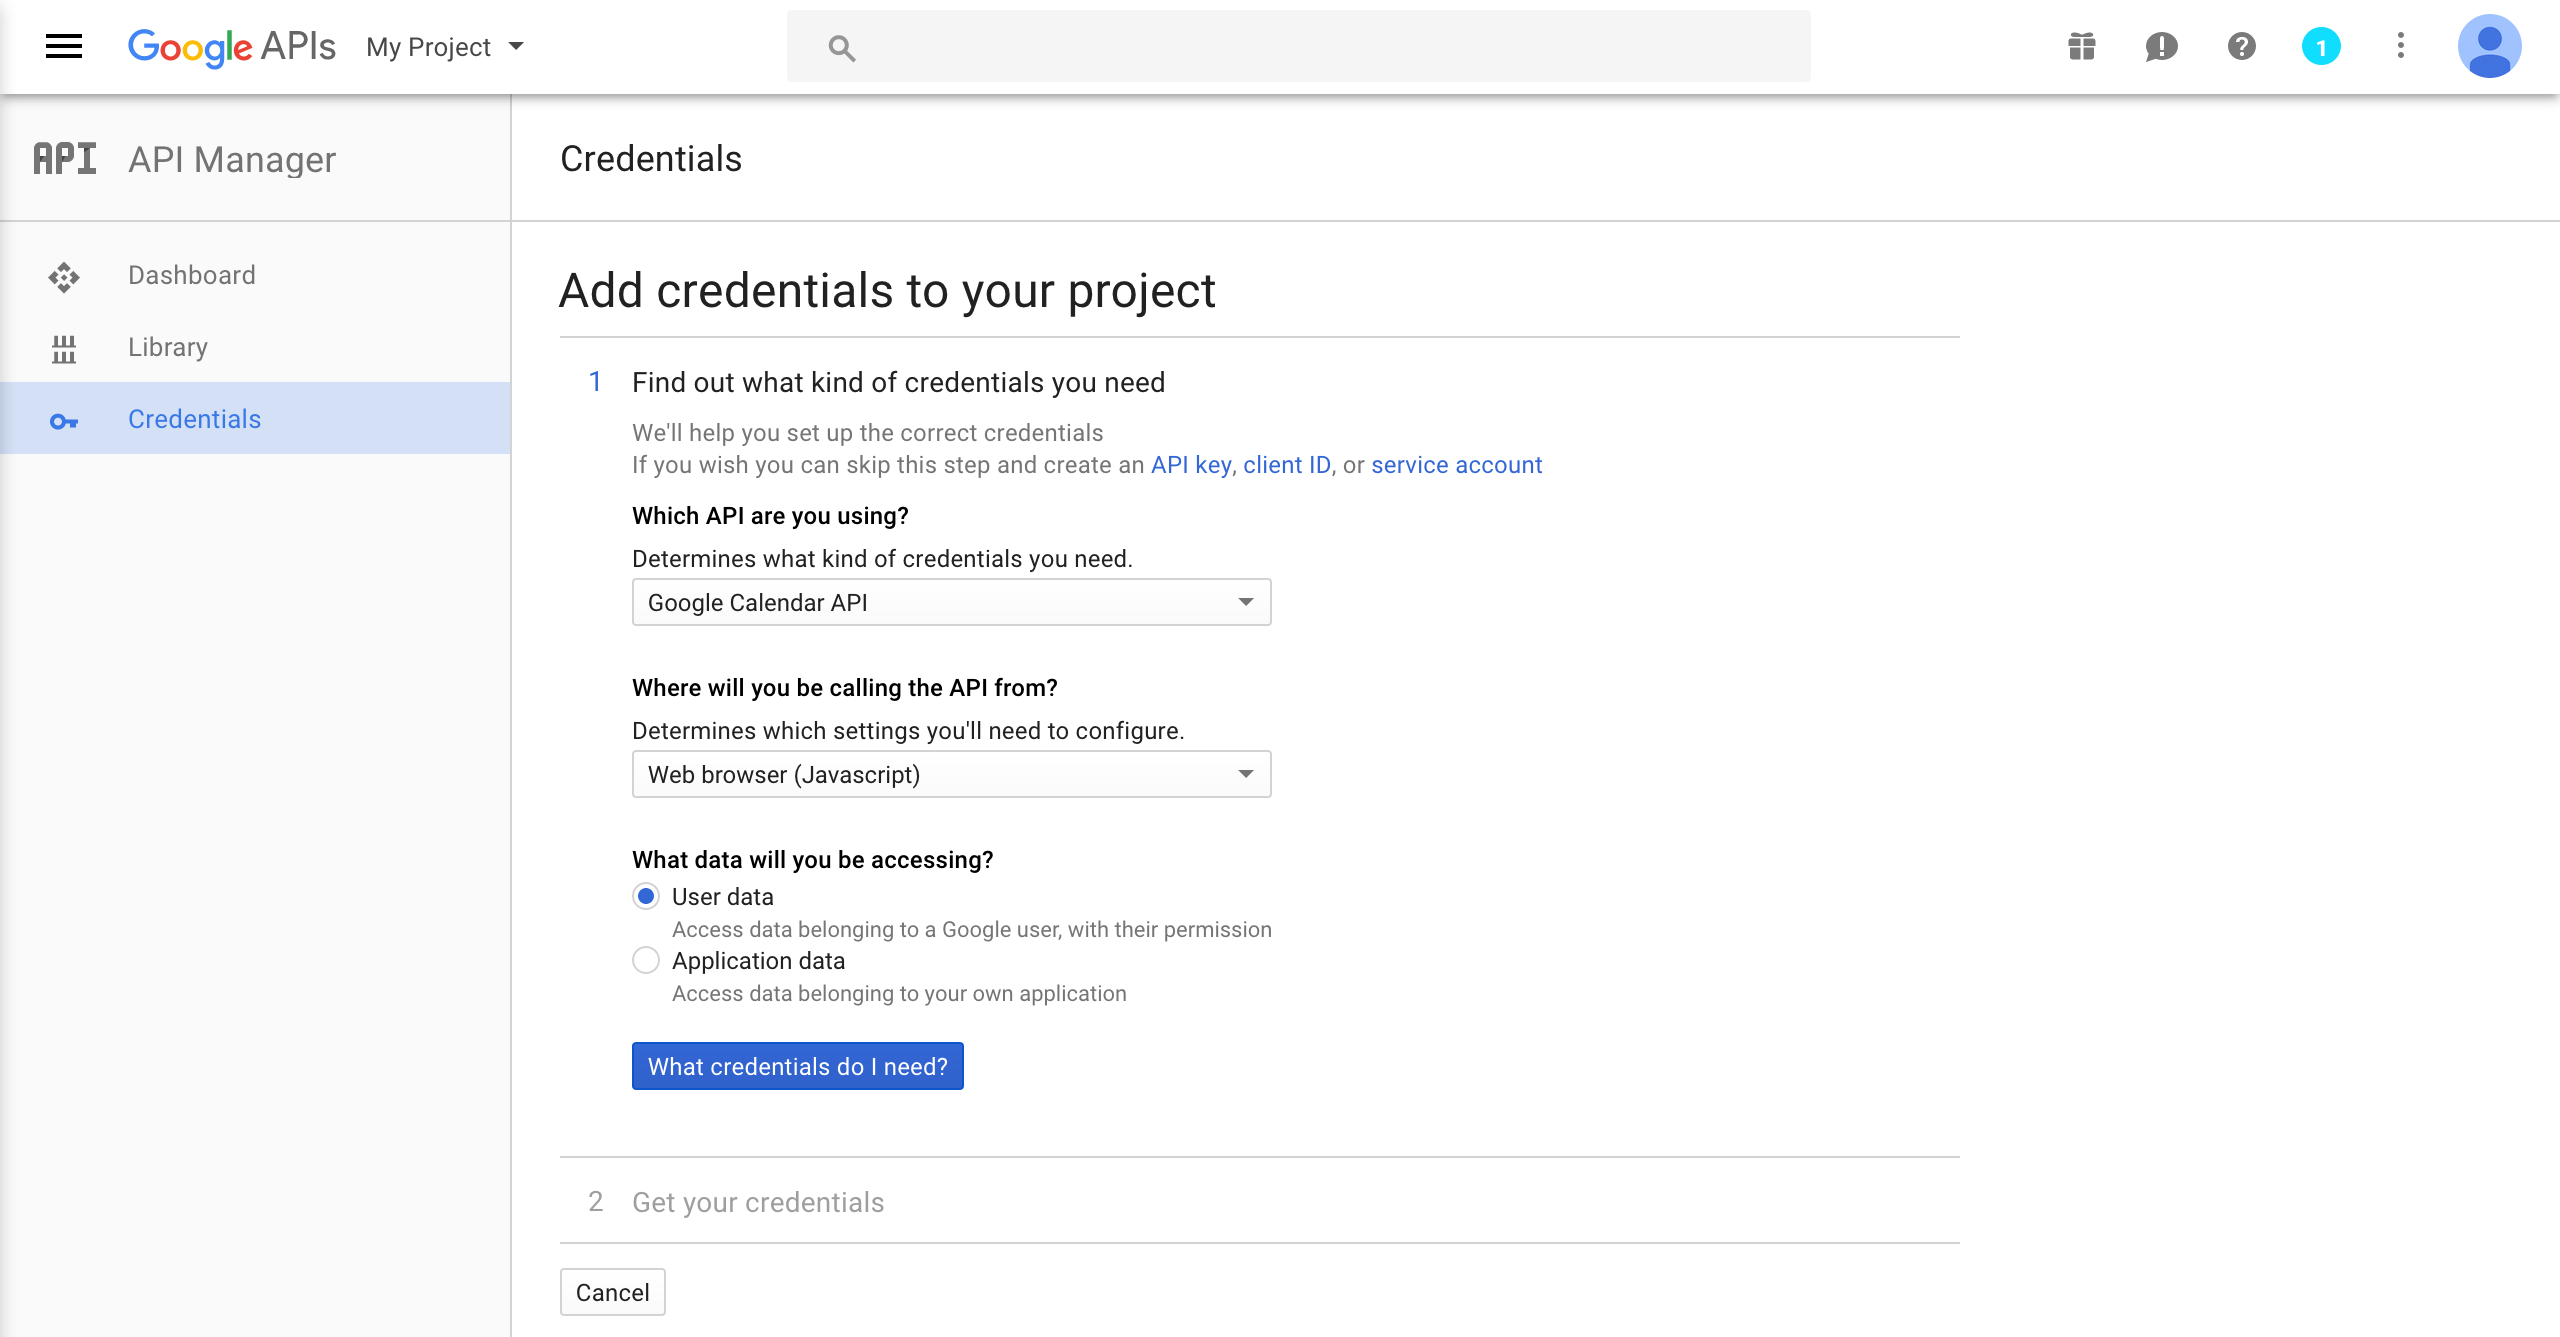 Google APIs My Project
1
API API Manager
Credentials
Dashboard
Library
Credentials
Add credentials to your project
1 Find out what kind of credentials you need
We'll help you set up the correct credentials
If you wish you can skip this step and create an API key, client ID, or service account
Which API are you using?
Determines what kind of credentials you need.
Google Calendar API
Where will you be calling the API from?
Determines which settings you'll need to configure.
Web browser (Javascript)
What data will you be accessing?
User data
Access data belonging to a Google user, with their permission
Application data
Access data belonging to your own application
What credentials do I need?
2 Get your credentials
Cancel